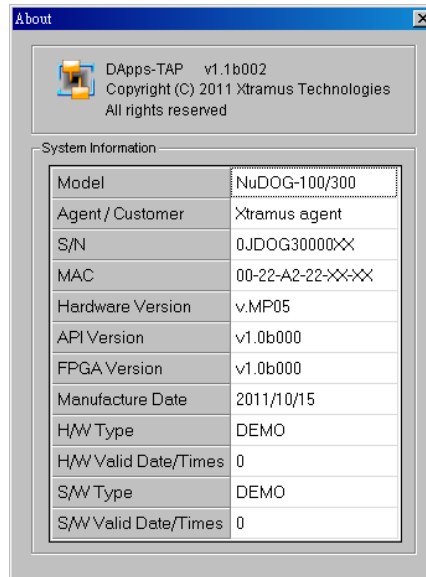 About
DApps-TAP v1.1b002
Copyright (C) 2011 Xtramus Technologies
All rights reserved
System Information
Model NuDOG-100/300
Agent / Customer Xtramus agent
S/N 0JDOG30000XX
MAC 00-22-A2-22-XX-XX
Hardware Version v.MP05
API Version v1.0b000
FPGA Version v1.0b000
Manufacture Date 2011/10/15
H/W Type DEMO
H/W Valid Date/Times 0
S/W Type DEMO
S/W Valid Date/Times 0